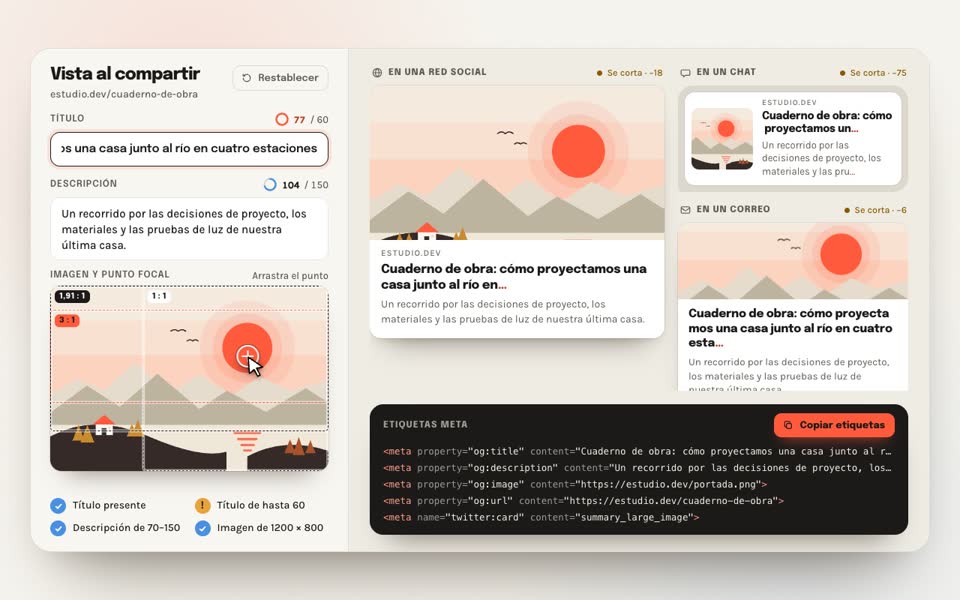 Vista al compartir
Restablecer
estudio.dev/cuaderno-de-obra
TÍTULO
77 / 60
os una casa junto al río en cuatro estaciones
DESCRIPCIÓN
104 / 150
Un recorrido por las decisiones de proyecto, los
materiales y las pruebas de luz de nuestra
última casa.
IMAGEN Y PUNTO FOCAL
Arrastra el punto
1,91 : 1
1 : 1
3 : 1
Título presente
Título de hasta 60
Descripción de 70–150
Imagen de 1200 × 800
EN UNA RED SOCIAL
Se corta · −18
ESTUDIO.DEV
Cuaderno de obra: cómo proyectamos una
casa junto al río en…
Un recorrido por las decisiones de proyecto, los
materiales y las pruebas de luz de nuestra última casa.
EN UN CHAT
Se corta · −75
ESTUDIO.DEV
Cuaderno de obra: cómo
proyectamos un…
Un recorrido por las
decisiones de proyecto, los
materiales y las pru…
EN UN CORREO
Se corta · −6
Cuaderno de obra: cómo proyecta
mos una casa junto al río en cuatro
esta…
Un recorrido por las decisiones de proyecto,
los materiales y las pruebas de luz de
nuestra última casa
ETIQUETAS META
Copiar etiquetas
<meta property="og:title" content="Cuaderno de obra: cómo proyectamos una casa junto al r…
<meta property="og:description" content="Un recorrido por las decisiones de proyecto, los…
<meta property="og:image" content="https://estudio.dev/portada.png">
<meta property="og:url" content="https://estudio.dev/cuaderno-de-obra">
<meta name="twitter:card" content="summary_large_image">